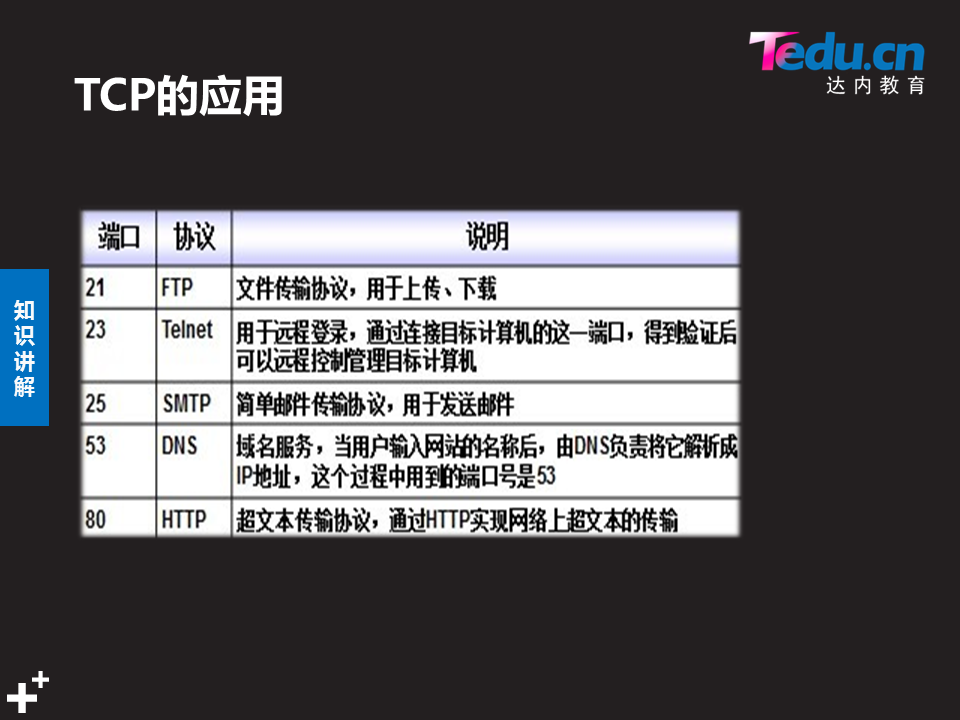 Tedu.cn
达内教育
TCP的应用
知识讲解
端口 协议 说明
21 FTP 文件传输协议，用于上传、下载
23 Telnet 用于远程登录，通过连接目标计算机的这一端口，得到验证后
可以远程控制管理目标计算机
25 SMTP 简单邮件传输协议，用于发送邮件
53 DNS 域名服务，当用户输入网站的名称后，由DNS负责将它解析成
IP地址，这个过程中用到的端口号是53
80 HTTP 超文本传输协议，通过HTTP实现网络上超文本的传输